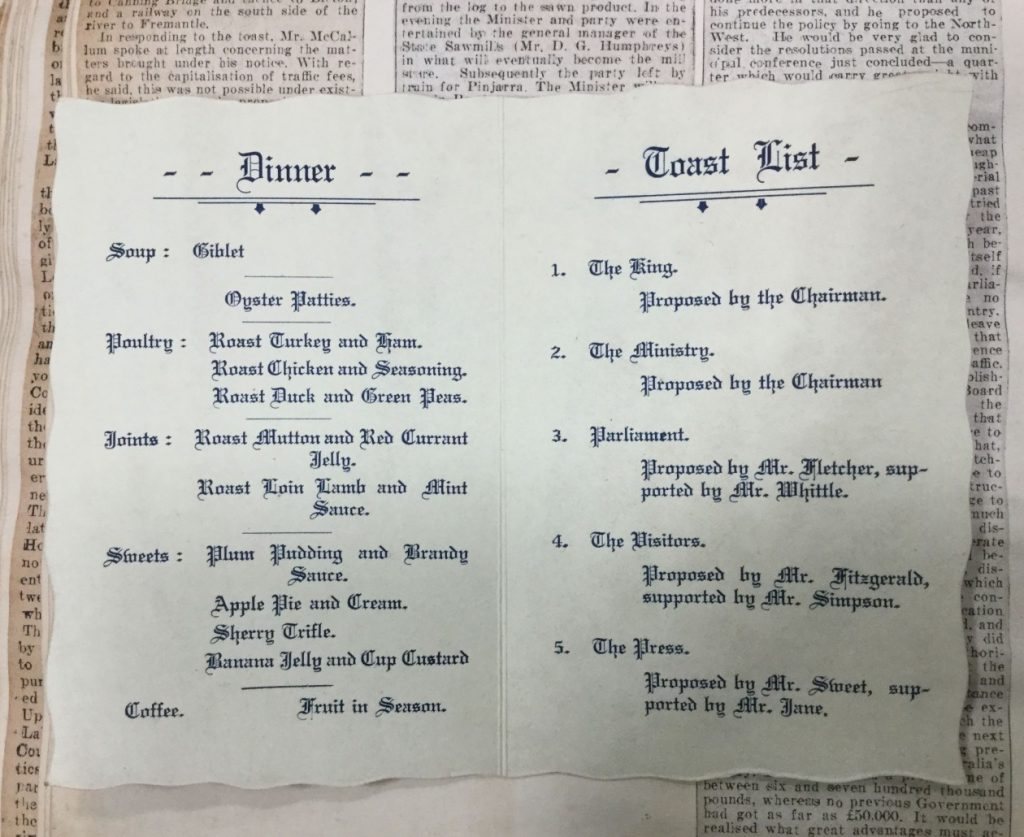 and a railway on the south side of the
river to Fremantle.
In responding to the toast, Mr. McCal-
lum spoke at length concerning the mat-
ters brought under his notice. With re-
gard to the capitalisation of traffic fees,
he said, this was not possible under exist-
from the log to the sawn product. In the
evening the Minister and party were en-
tertained by the general manager of the
State Sawmills (Mr. D. G. Humphreys)
in what will eventually become the mill
store. Subsequently the party left by
train for Pinjarra. The Minister
his predecessors, and he proposed to
continue the policy by going to the North-
West. He would be very glad to con-
sider the resolutions passed at the muni-
cipal conference just concluded—a quar-
ter which would carry great with
- - Dinner - -
Soup : Giblet
Oyster Patties.
Poultry : Roast Turkey and Ham.
Roast Chicken and Seasoning.
Roast Duck and Green Peas.
Joints : Roast Mutton and Red Currant
Jelly.
Roast Loin Lamb and Mint
Sauce.
Sweets : Plum Pudding and Brandy
Sauce.
Apple Pie and Cream.
Sherry Trifle.
Banana Jelly and Cup Custard
Coffee. Fruit in Season.
- Toast List -
1. The King.
Proposed by the Chairman.
2. The Ministry.
Proposed by the Chairman
3. Parliament.
Proposed by Mr. Fletcher, sup-
ported by Mr. Whittle.
4. The Visitors.
Proposed by Mr. Fitzgerald,
supported by Mr. Simpson.
5. The Press.
Proposed by Mr. Sweet, sup-
ported by Mr. Jane.
between six and seven hundred thousand
pounds, whereas no previous Government
had got as far as £50,000. It would be
realised what great advantages must ac-